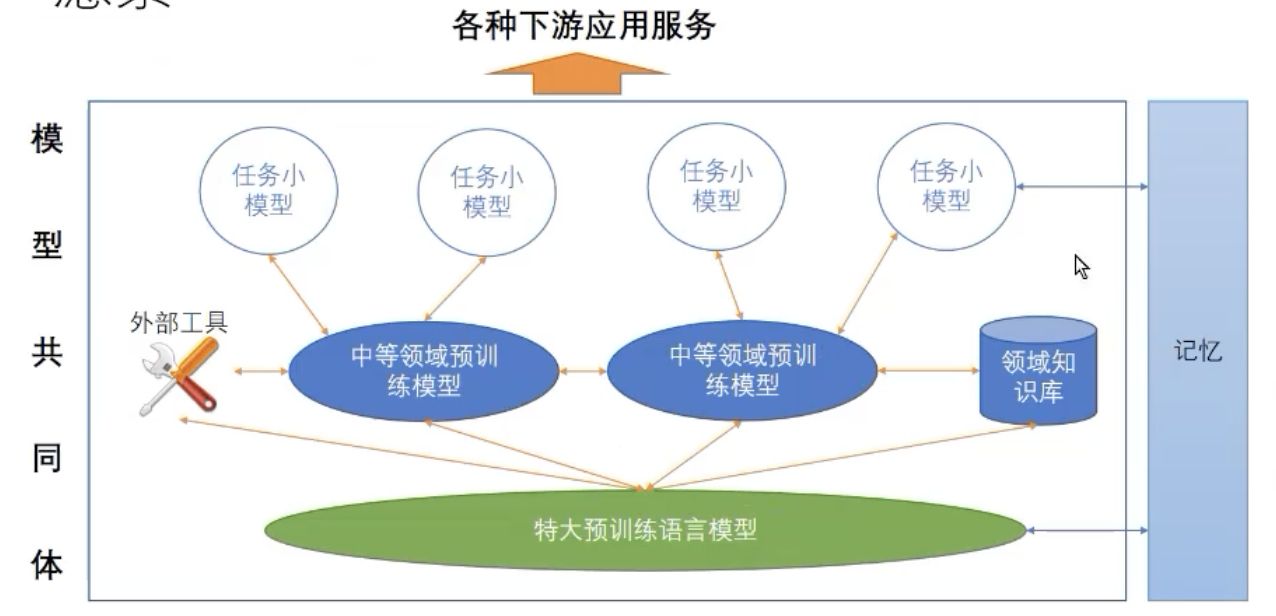 各种下游应用服务
模
型
共
同
体
任务小
模型
任务小
模型
任务小
模型
任务小
模型
外部工具
中等领域预训
练模型
中等领域预训
练模型
领域知
识库
记忆
特大预训练语言模型